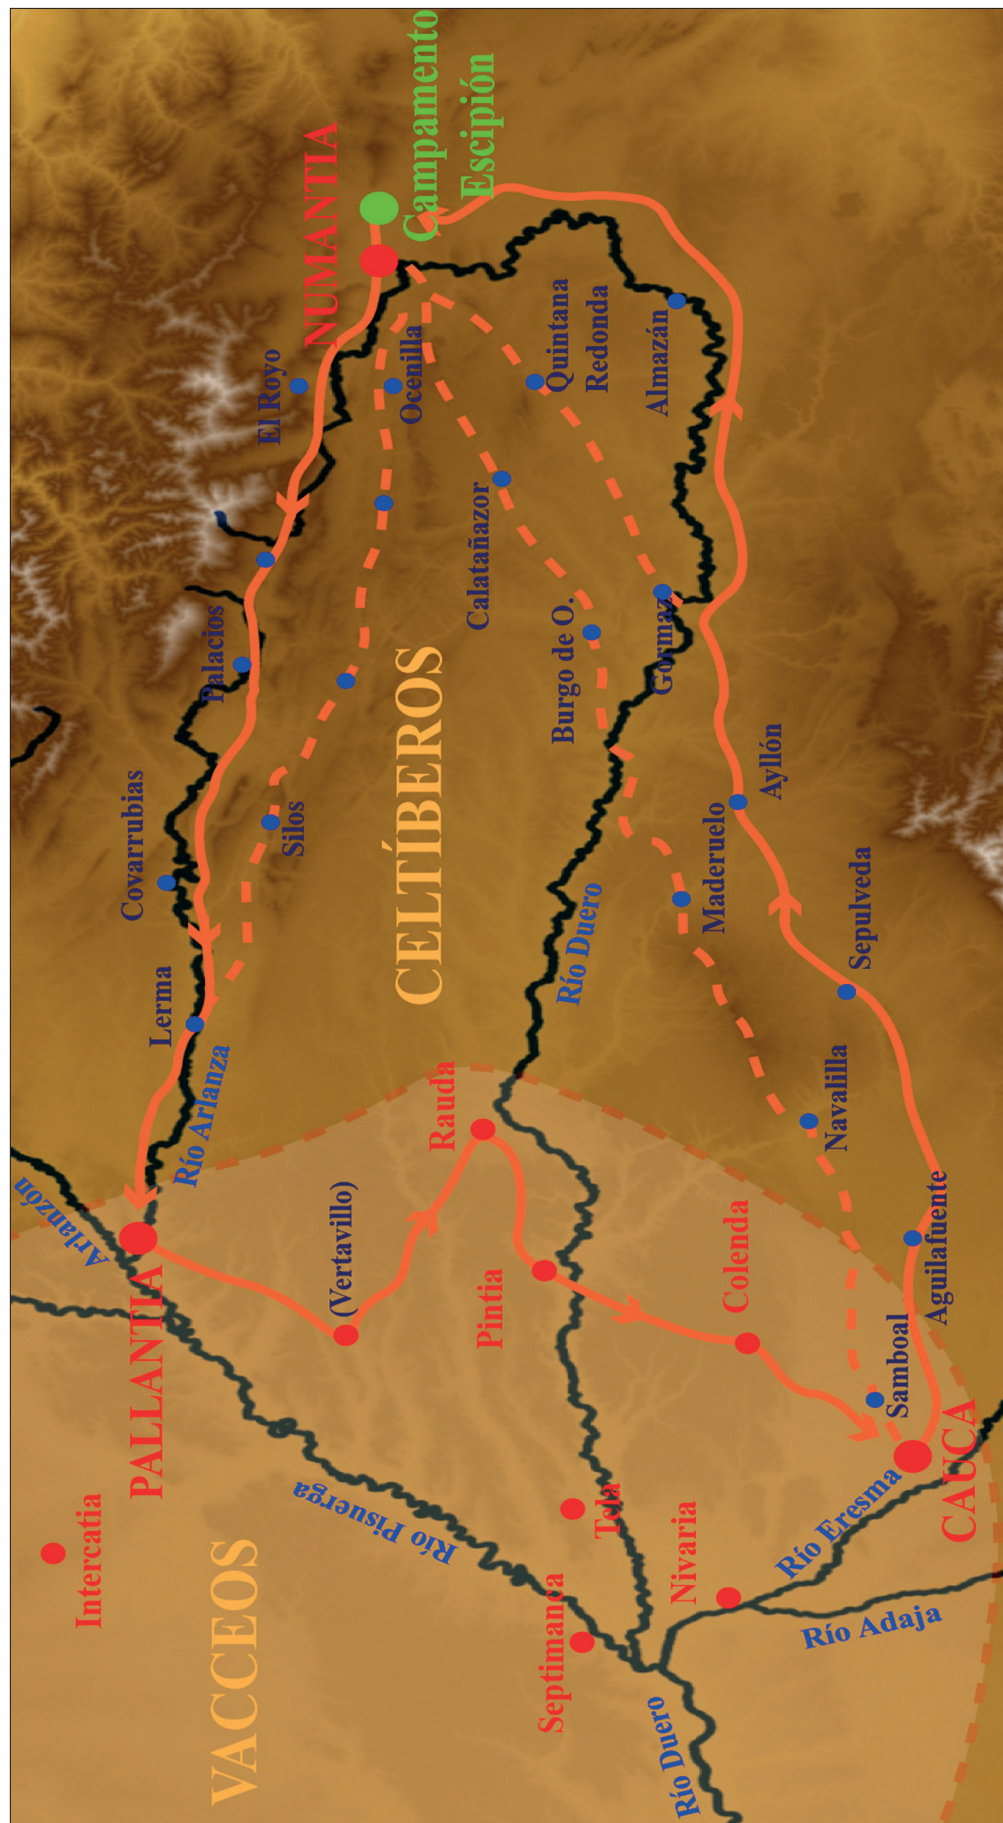 Intercatia
VACCEOS
PALLANTIA
Arlanzón
Río Arlanza
Lerma
Covarrubias
Palacios
El Royo
NUMANTIA
Campamento
Escipión
Silos
Ocenilla
CELTÍBEROS
Calatañazor
Quintana
Redonda
(Vertavillo)
Rauda
Río Duero
Burgo de O.
Gormaz
Almazán
Río Pisuerga
Pintia
Septimanca
Tela
Colenda
Maderuelo
Ayllón
Nivaria
Navalilla
Sepulveda
Río Duero
Río Eresma
Samboal
Aguilafuente
Río Adaja
CAUCA